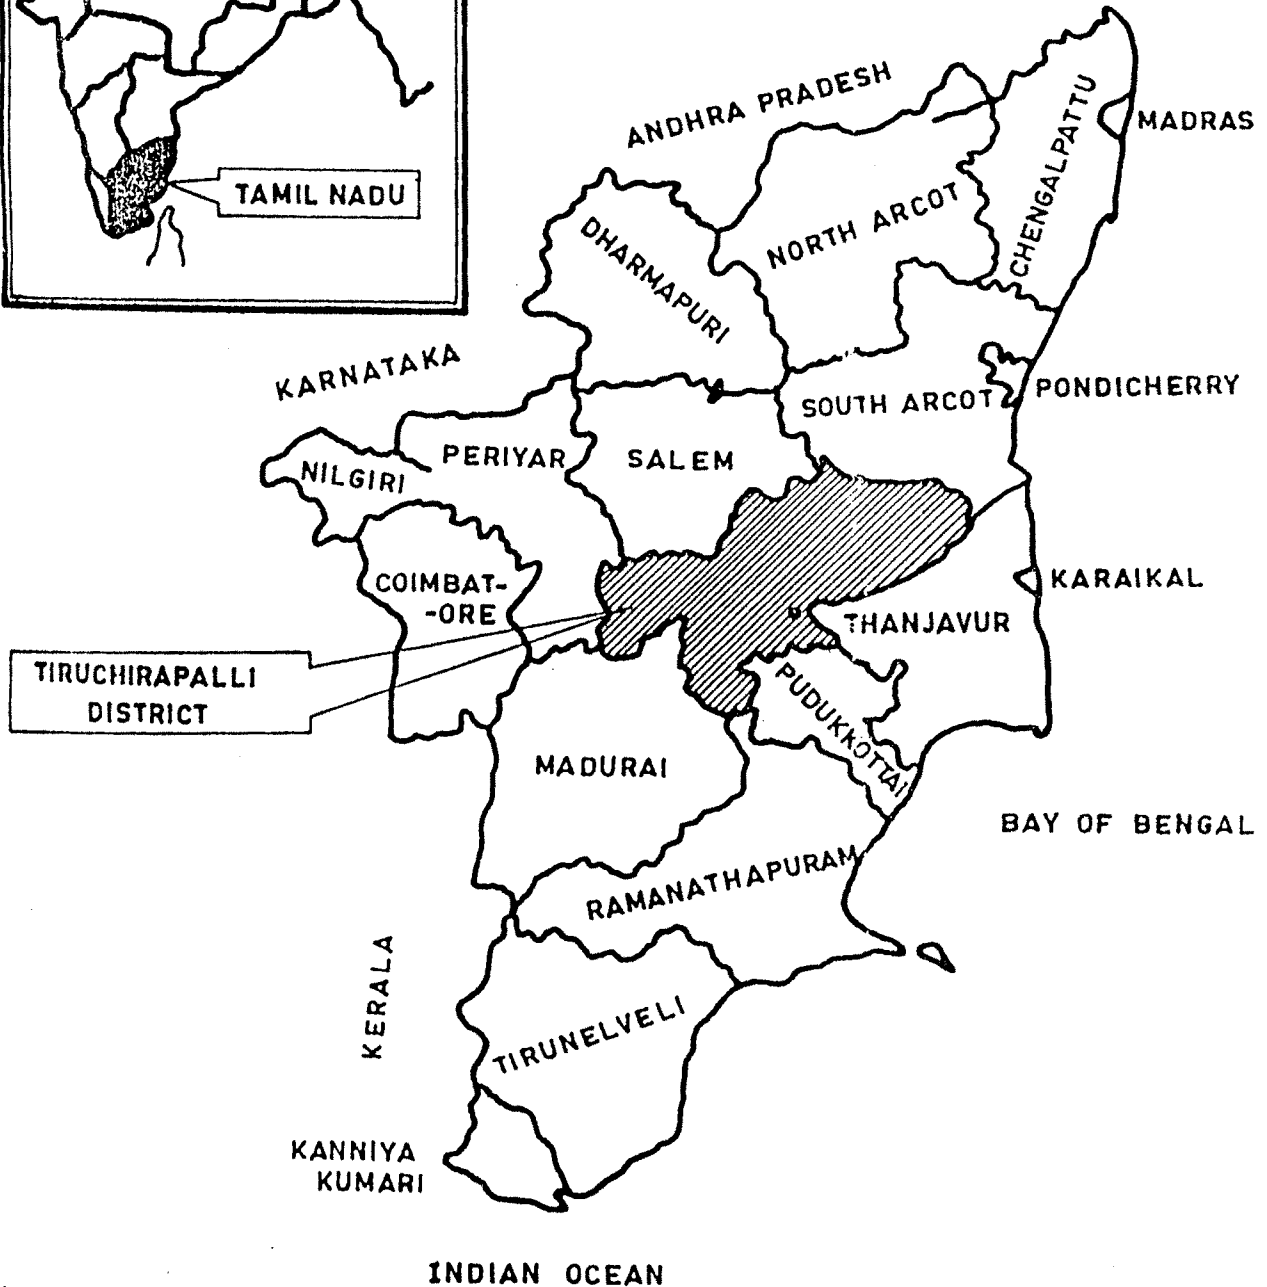 TAMIL NADU
ANDHRA PRADESH
MADRAS
CHENGALPATTU
NORTH ARCOT
DHARMAPURI
KARNATAKA
PONDICHERRY
SOUTH ARCOT
PERIYAR
SALEM
NILGIRI
COIMBAT-
-ORE
KARAIKAL
THANJAVUR
TIRUCHIRAPALLI
DISTRICT
PUDUKKOTTAI
MADURAI
BAY OF BENGAL
RAMANATHAPURAM
KERALA
TIRUNELVELI
KANNIYA
KUMARI
INDIAN OCEAN